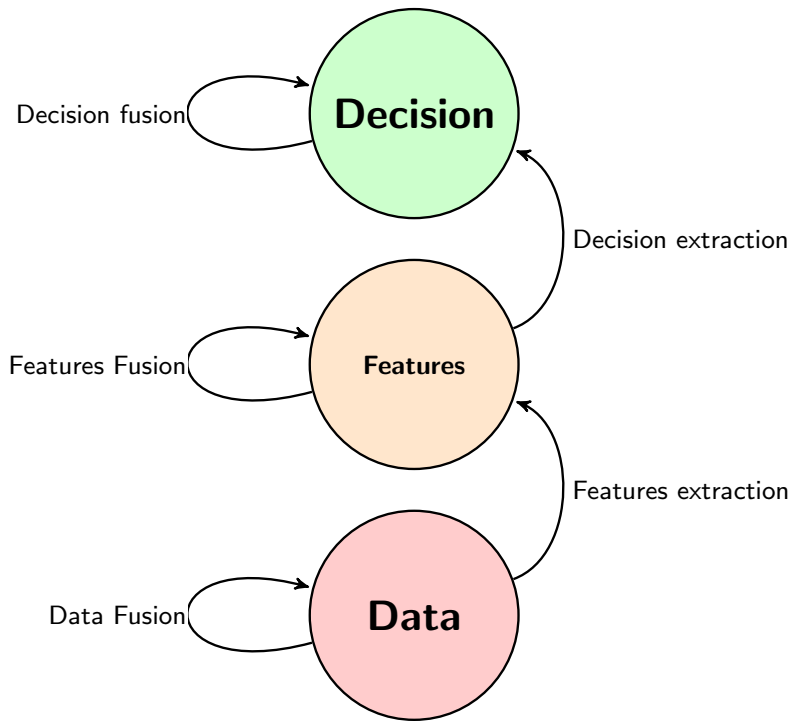 Decision
Decision fusion
Decision extraction
Features
Features Fusion
Features extraction
Data
Data Fusion